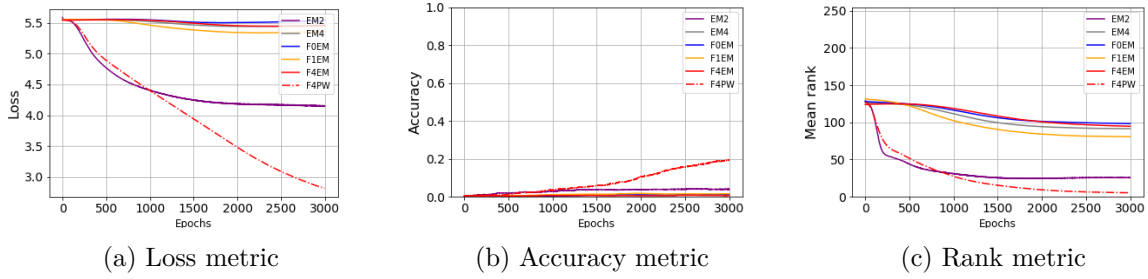 Loss
5.5
5.0
4.5
4.0
3.5
3.0
0
500
1000
1500
2000
2500
3000
Epochs
EM2
EM4
F0EM
F1EM
F4EM
F4PW
(a) Loss metric
Accuracy
1.0
0.8
0.6
0.4
0.2
0.0
0
500
1000
1500
2000
2500
3000
Epochs
EM2
EM4
F0EM
F1EM
F4EM
F4PW
(b) Accuracy metric
Mean rank
250
200
150
100
50
0
0
500
1000
1500
2000
2500
3000
Epochs
EM2
EM4
F0EM
F1EM
F4EM
F4PW
(c) Rank metric